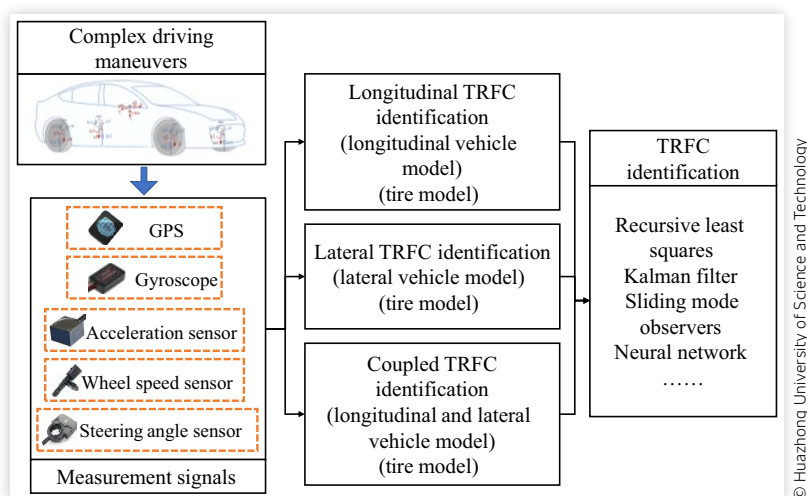 Complex driving
maneuvers
GPS
Gyroscope
Acceleration sensor
Wheel speed sensor
Steering angle sensor
Measurement signals
Longitudinal TRFC
identification
(longitudinal vehicle
model)
(tire model)
Lateral TRFC identification
(lateral vehicle model)
(tire model)
Coupled TRFC
identification
(longitudinal and lateral
vehicle model)
(tire model)
TRFC
identification
Recursive least
squares
Kalman filter
Sliding mode
observers
Neural network
……
© Huazhong University of Science and Technology